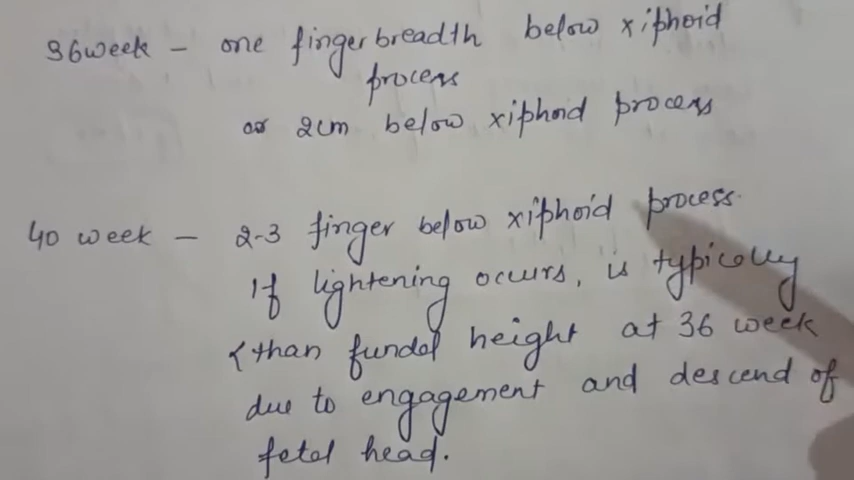 36week - one fingerbreadth below xiphoid
process
or 2cm below xiphoid process
40 week - 2-3 finger below xiphoid process.
If lightening occurs, is typically
< than fundal height at 36 week
due to engagement and descend of
fetal head.